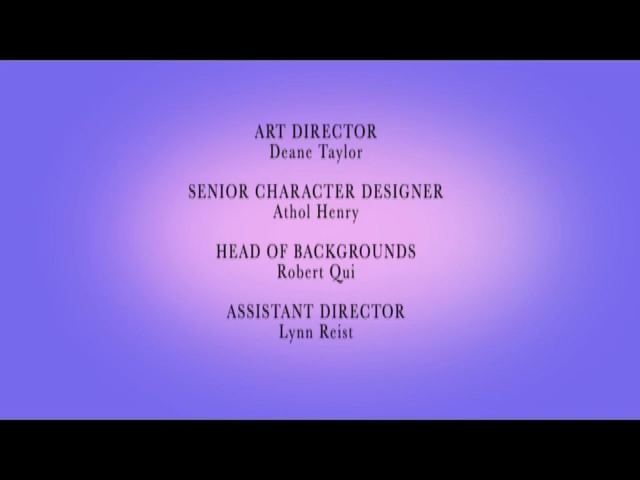 ART DIRECTOR
Deane Taylor
SENIOR CHARACTER DESIGNER
Athol Henry
HEAD OF BACKGROUNDS
Robert Qui
ASSISTANT DIRECTOR
Lynn Reist